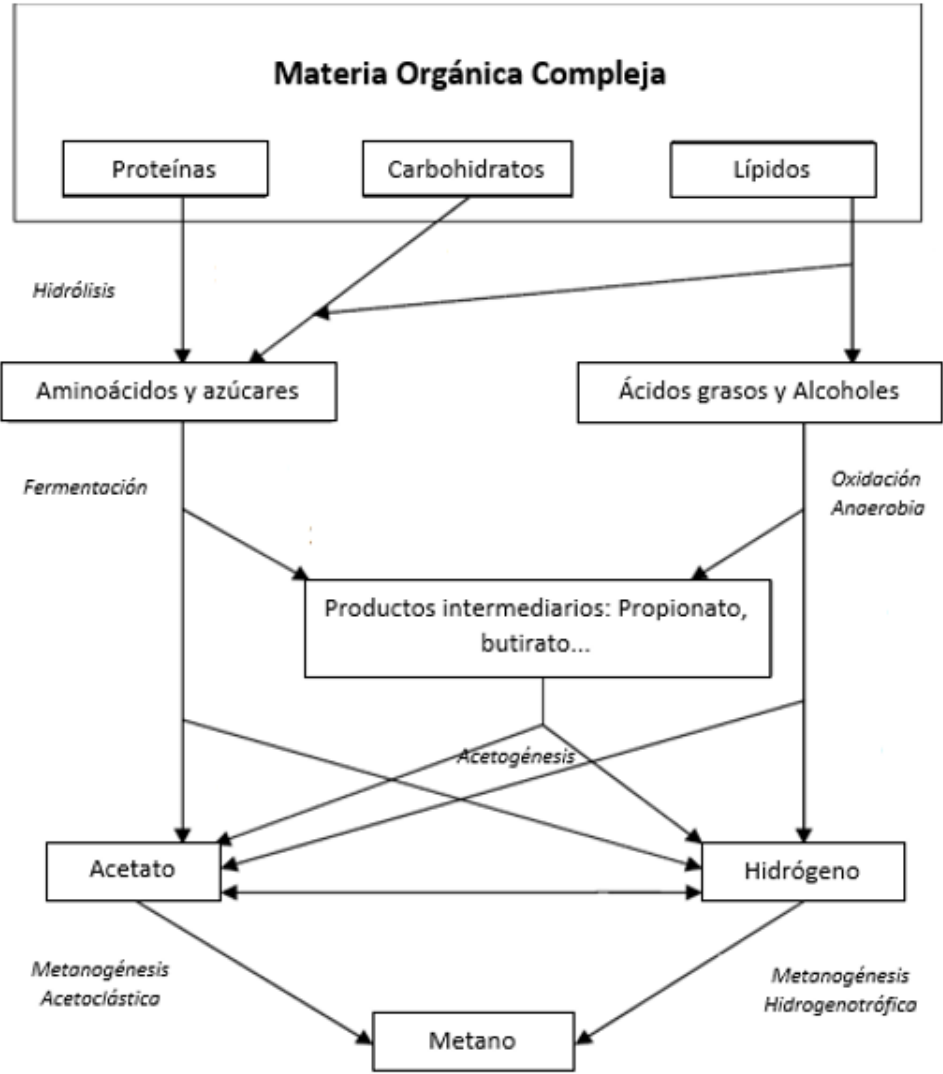 Materia Orgánica Compleja
Proteínas
Carbohidratos
Lípidos
Hidrólisis
Aminoácidos y azúcares
Ácidos grasos y Alcoholes
Fermentación
Oxidación
Anaerobia
Productos intermediarios: Propionato,
butirato...
Acetogénesis
Acetato
Hidrógeno
Metanogénesis
Acetoclástica
Metanogénesis
Hidrogenotrófica
Metano